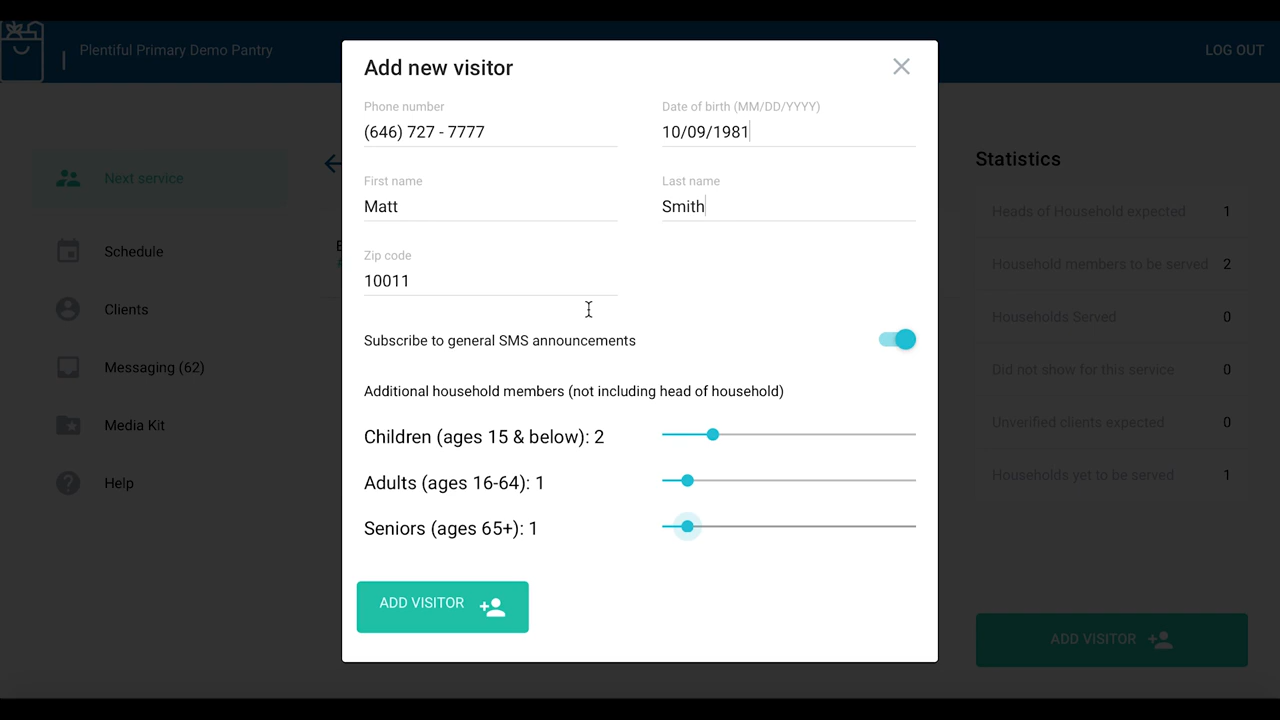 Plentiful Primary Demo Pantry
LOG OUT
Next service
Schedule
Clients
Messaging (62)
Media Kit
Help
Add new visitor
Phone number
(646) 727 - 7777
Date of birth (MM/DD/YYYY)
10/09/1981
First name
Matt
Last name
Smith
Zip code
10011
Subscribe to general SMS announcements
Additional household members (not including head of household)
Children (ages 15 & below): 2
Adults (ages 16-64): 1
Seniors (ages 65+): 1
ADD VISITOR
Statistics
Heads of Household expected 1
Household members to be served 2
Households Served 0
Did not show for this service 0
Unverified clients expected 0
Households yet to be served 1
ADD VISITOR